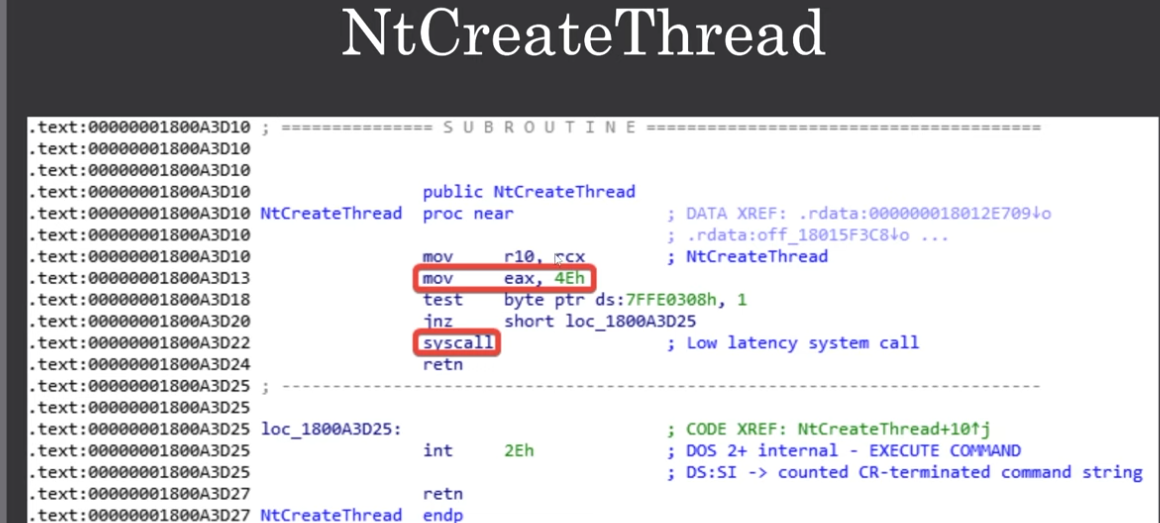 NtCreateThread
.text:00000001800A3D10 ; =============== S U B R O U T I N E =======================================
.text:00000001800A3D10
.text:00000001800A3D10
.text:00000001800A3D10 public NtCreateThread
.text:00000001800A3D10 NtCreateThread proc near ; DATA XREF: .rdata:000000018012E709↓o
.text:00000001800A3D10 ; .rdata:off_18015F3C8↓o ...
.text:00000001800A3D10 mov r10, rcx ; NtCreateThread
.text:00000001800A3D13 mov eax, 4Eh
.text:00000001800A3D18 test byte ptr ds:7FFE0308h, 1
.text:00000001800A3D20 jnz short loc_1800A3D25
.text:00000001800A3D22 syscall ; Low latency system call
.text:00000001800A3D24 retn
.text:00000001800A3D25 ; ---------------------------------------------------------------------------
.text:00000001800A3D25
.text:00000001800A3D25 loc_1800A3D25: ; CODE XREF: NtCreateThread+10↑j
.text:00000001800A3D25 int 2Eh ; DOS 2+ internal - EXECUTE COMMAND
.text:00000001800A3D25 ; DS:SI -> counted CR-terminated command string
.text:00000001800A3D27 retn
.text:00000001800A3D27 NtCreateThread endp